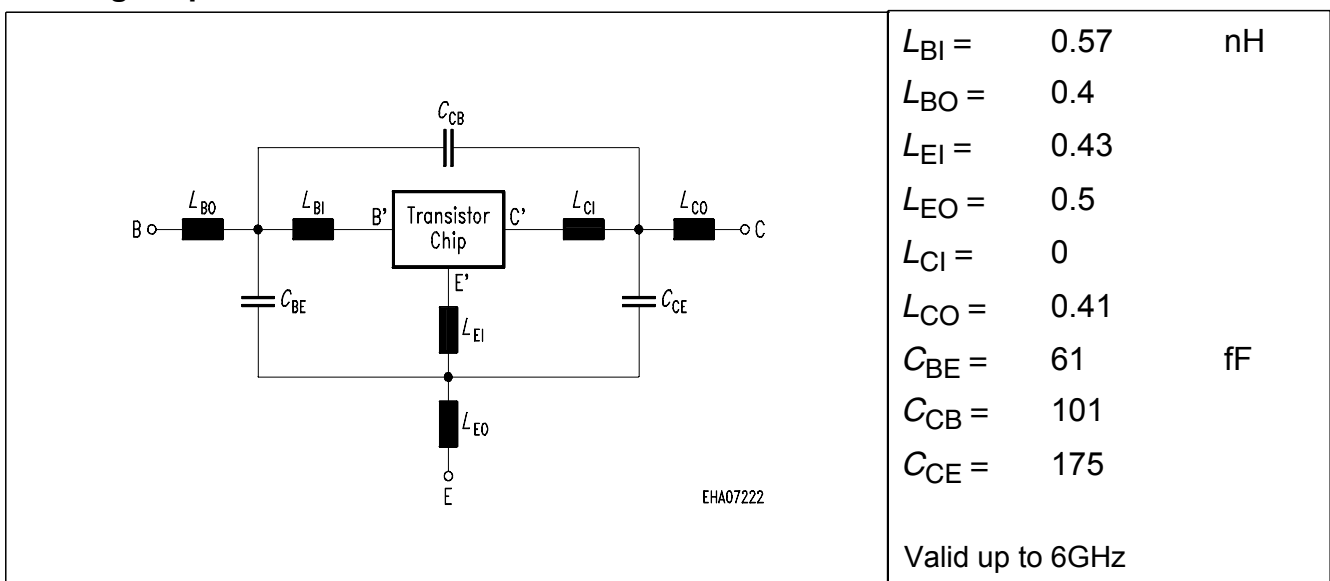 C_CB
L_BO
L_BI
B'
Transistor
Chip
C'
L_CI
L_CO
B
C
E'
C_BE
L_EI
C_CE
L_EO
E
EHA07222
L_BI = 0.57 nH
L_BO = 0.4
L_EI = 0.43
L_EO = 0.5
L_CI = 0
L_CO = 0.41
C_BE = 61 fF
C_CB = 101
C_CE = 175
Valid up to 6GHz